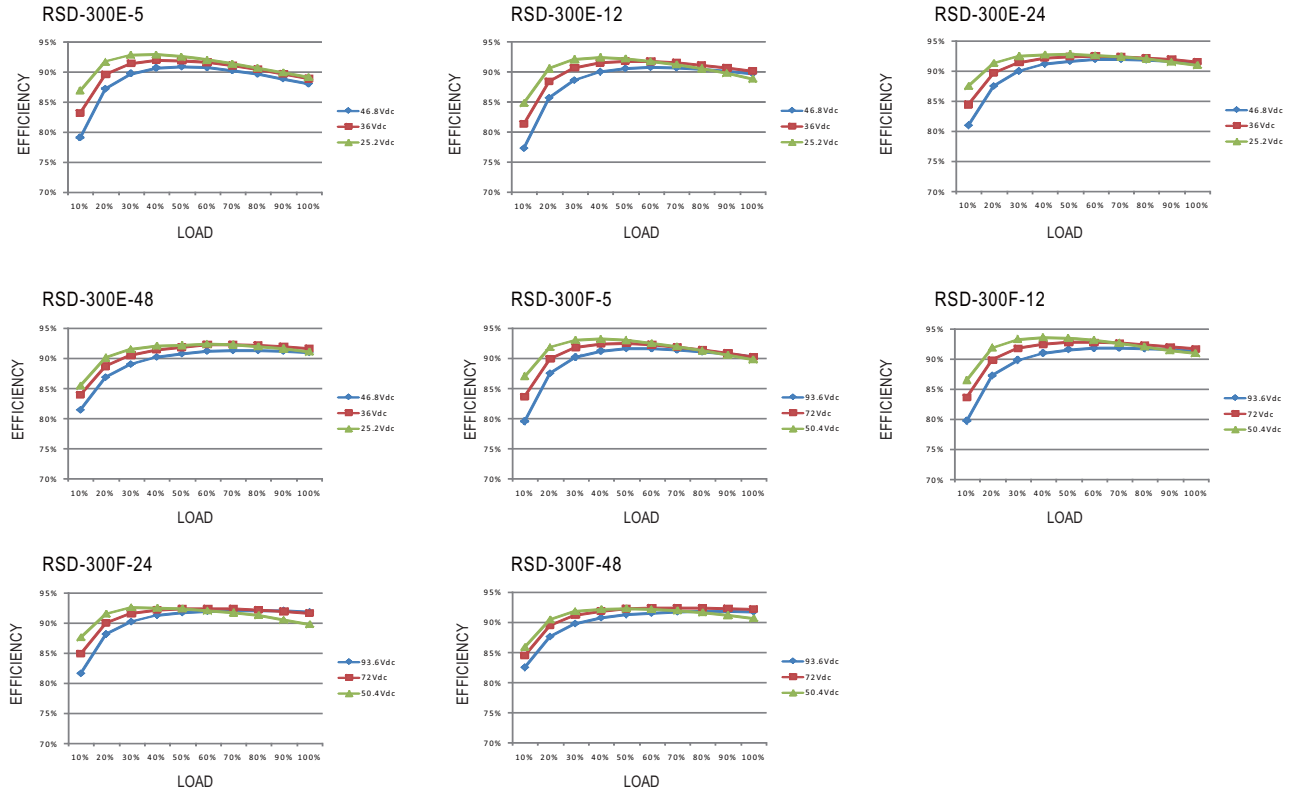 RSD-300E-5
EFFICIENCY
95%
90%
85%
80%
75%
70%
10% 20% 30% 40% 50% 60% 70% 80% 90% 100%
LOAD
46.8Vdc
36Vdc
25.2Vdc
RSD-300E-12
EFFICIENCY
95%
90%
85%
80%
75%
70%
10% 20% 30% 40% 50% 60% 70% 80% 90% 100%
LOAD
46.8Vdc
36Vdc
25.2Vdc
RSD-300E-24
EFFICIENCY
95%
90%
85%
80%
75%
70%
10% 20% 30% 40% 50% 60% 70% 80% 90% 100%
LOAD
46.8Vdc
36Vdc
25.2Vdc
RSD-300E-48
EFFICIENCY
95%
90%
85%
80%
75%
70%
10% 20% 30% 40% 50% 60% 70% 80% 90% 100%
LOAD
46.8Vdc
36Vdc
25.2Vdc
RSD-300F-5
EFFICIENCY
95%
90%
85%
80%
75%
70%
10% 20% 30% 40% 50% 60% 70% 80% 90% 100%
LOAD
93.6Vdc
72Vdc
50.4Vdc
RSD-300F-12
EFFICIENCY
95%
90%
85%
80%
75%
70%
10% 20% 30% 40% 50% 60% 70% 80% 90% 100%
LOAD
93.6Vdc
72Vdc
50.4Vdc
RSD-300F-24
EFFICIENCY
95%
90%
85%
80%
75%
70%
10% 20% 30% 40% 50% 60% 70% 80% 90% 100%
LOAD
93.6Vdc
72Vdc
50.4Vdc
RSD-300F-48
EFFICIENCY
95%
90%
85%
80%
75%
70%
10% 20% 30% 40% 50% 60% 70% 80% 90% 100%
LOAD
93.6Vdc
72Vdc
50.4Vdc